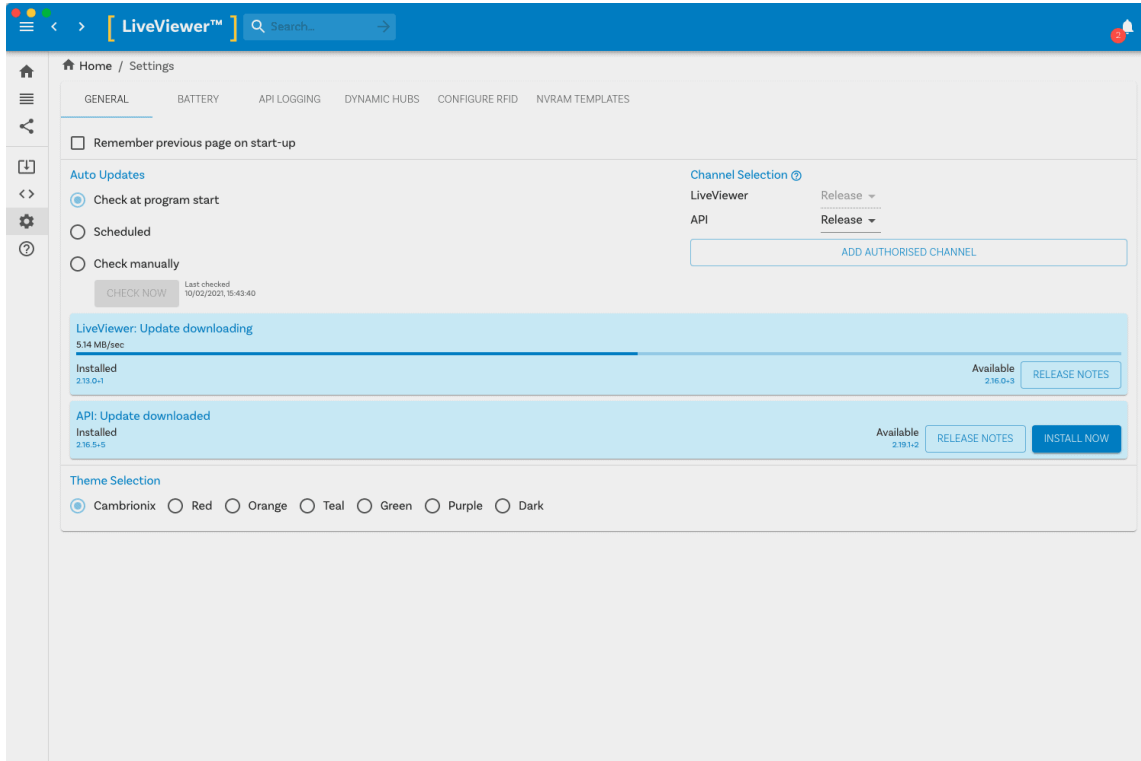 [ LiveViewer™ ] Search...
2
Home / Settings
GENERAL BATTERY API LOGGING DYNAMIC HUBS CONFIGURE RFID NVRAM TEMPLATES
Remember previous page on start-up
Auto Updates
Check at program start
Scheduled
Check manually
CHECK NOW
Last checked
10/02/2021, 15:43:40
Channel Selection
LiveViewer Release
API Release
ADD AUTHORISED CHANNEL
LiveViewer: Update downloading
5.14 MB/sec
Installed
2.13.0+1
Available
2.16.0+3
RELEASE NOTES
API: Update downloaded
Installed
2.16.5+5
Available
2.19.1+2
RELEASE NOTES
INSTALL NOW
Theme Selection
Cambrionix Red Orange Teal Green Purple Dark